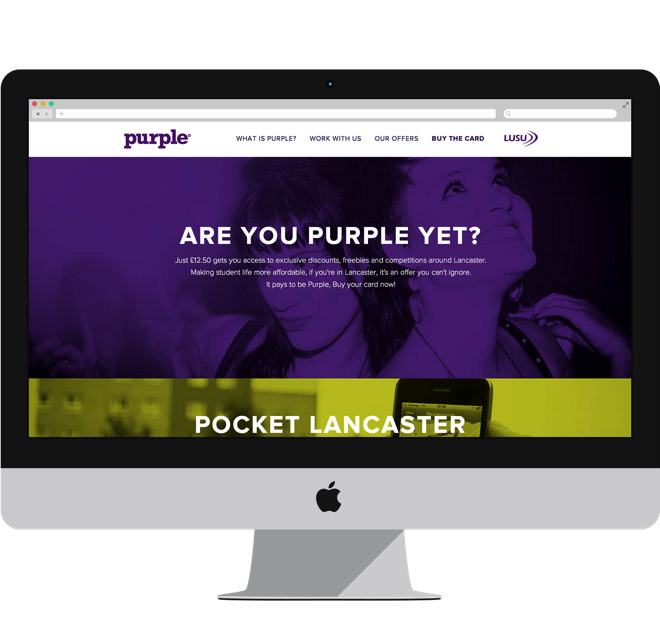 purple
WHAT IS PURPLE? WORK WITH US OUR OFFERS BUY THE CARD LUSU
ARE YOU PURPLE YET?
Just £12.50 gets you access to exclusive discounts, freebies and competitions around Lancaster.
Making student life more affordable, if you're in Lancaster, it's an offer you can't ignore.
It pays to be Purple, Buy your card now!
POCKET LANCASTER